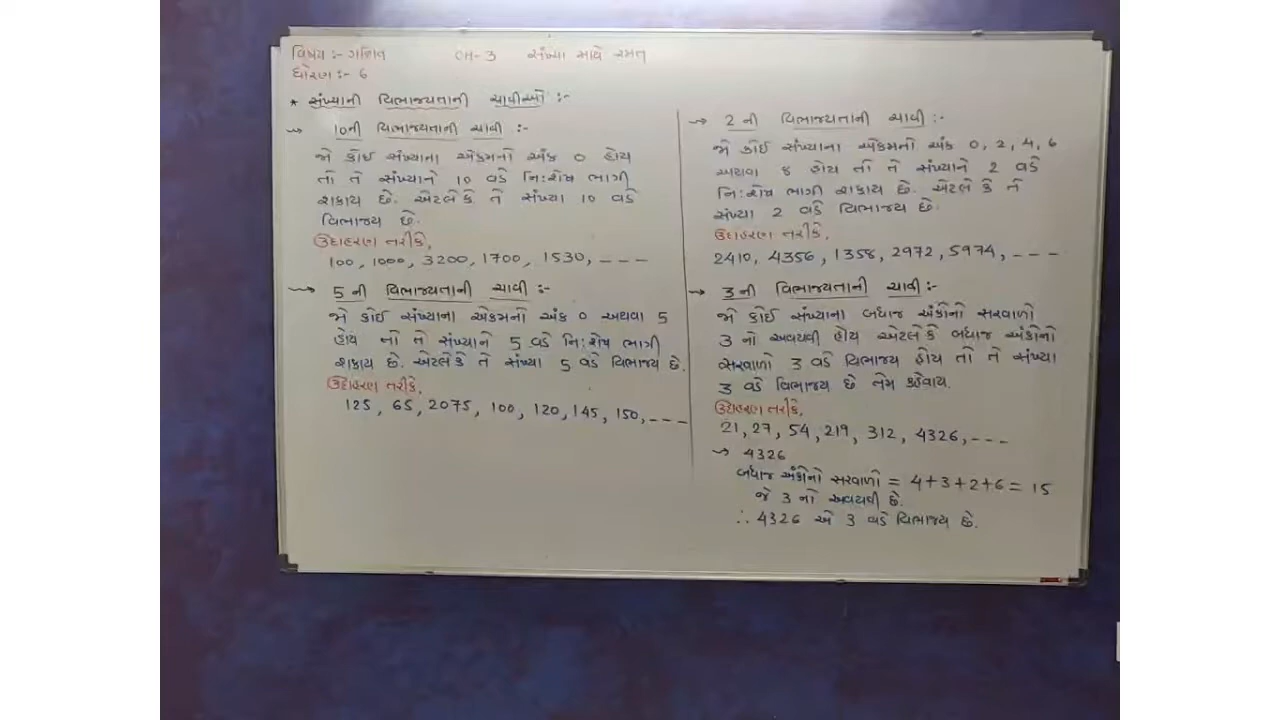 વિષય :- ગણિત CH-3 સંખ્યા સાથે રમત
ધોરણ :- 6
* સંખ્યાની વિભાજ્યતાની ચાવીઓ :-
→ 10ની વિભાજ્યતાની ચાવી :-
જો કોઈ સંખ્યાના એકમનો અંક 0 હોય
તો તે સંખ્યાને 10 વડે નિ:શેષ ભાગી
શકાય છે. એટલેકે તે સંખ્યા 10 વડે
વિભાજ્ય છે.
ઉદાહરણ તરીકે,
100, 1000, 3200, 1700, 1530, ---
→ 5 ની વિભાજ્યતાની ચાવી :-
જો કોઈ સંખ્યાના એકમનો અંક 0 અથવા 5
હોય તો તે સંખ્યાને 5 વડે નિ:શેષ ભાગી
શકાય છે. એટલેકે તે સંખ્યા 5 વડે વિભાજ્ય છે.
ઉદાહરણ તરીકે,
125, 65, 2075, 100, 120, 145, 150, ---
→ 2 ની વિભાજ્યતાની ચાવી :-
જો કોઈ સંખ્યાના એકમનો અંક 0, 2, 4, 6
અથવા 8 હોય તો તે સંખ્યાને 2 વડે
નિ:શેષ ભાગી શકાય છે. એટલે કે તે
સંખ્યા 2 વડે વિભાજ્ય છે.
ઉદાહરણ તરીકે,
2410, 4356, 1358, 2972, 5974, ---
→ 3ની વિભાજ્યતાની ચાવી :-
જો કોઈ સંખ્યાના બધાજ અંકોનો સરવાળો
3 નો અવયવી હોય એટલેકે બધાજ અંકોનો
સરવાળો 3 વડે વિભાજ્ય હોય તો તે સંખ્યા
3 વડે વિભાજ્ય છે તેમ કહેવાય.
ઉદાહરણ તરીકે,
21, 27, 54, 219, 312, 4326, ---
→ 4326
બધાજ અંકોનો સરવાળો = 4+3+2+6 = 15
જે 3 નો અવયવી છે.
∴ 4326 એ 3 વડે વિભાજ્ય છે.